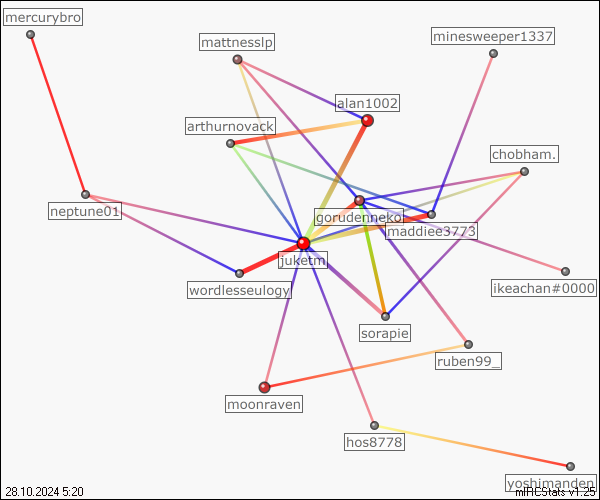 mercurybro
mattnesslp
minesweeper1337
alan1002
arthurnovack
chobham.
neptune01
gorudenneko
maddiee3773
juketm
wordlesseulogy
ikeachan#0000
sorapie
ruben99_
moonraven
hos8778
yoshimanden
28.10.2024 5:20
mIRCStats v1.25